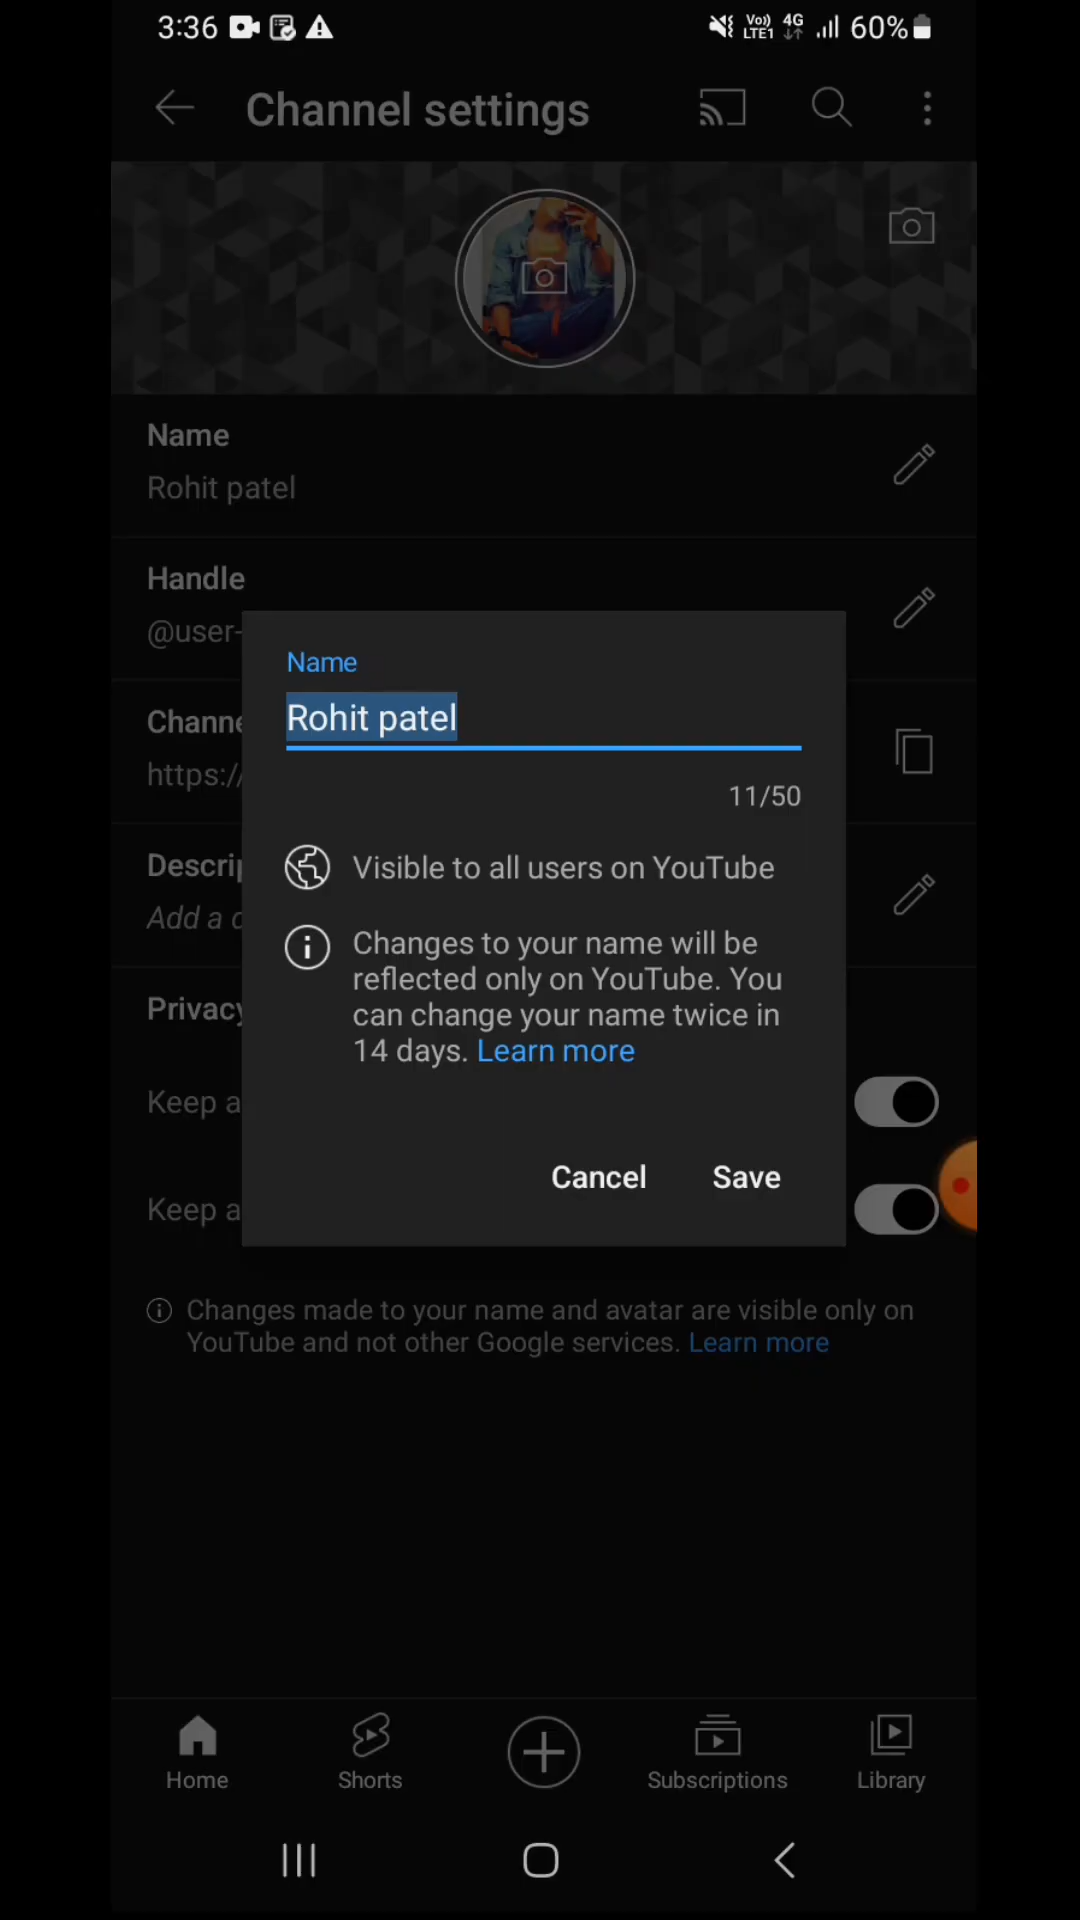 3:36
Vo)) LTE1 4G 60%
Channel settings
Name
Rohit patel
Handle
@user-
Name
Rohit patel
11/50
Visible to all users on YouTube
Changes to your name will be
reflected only on YouTube. You
can change your name twice in
14 days. Learn more
Cancel Save
https://
Add a
Privacy
Keep
Keep
Changes made to your name and avatar are visible only on
YouTube and not other Google services. Learn more
Home Shorts Subscriptions Library